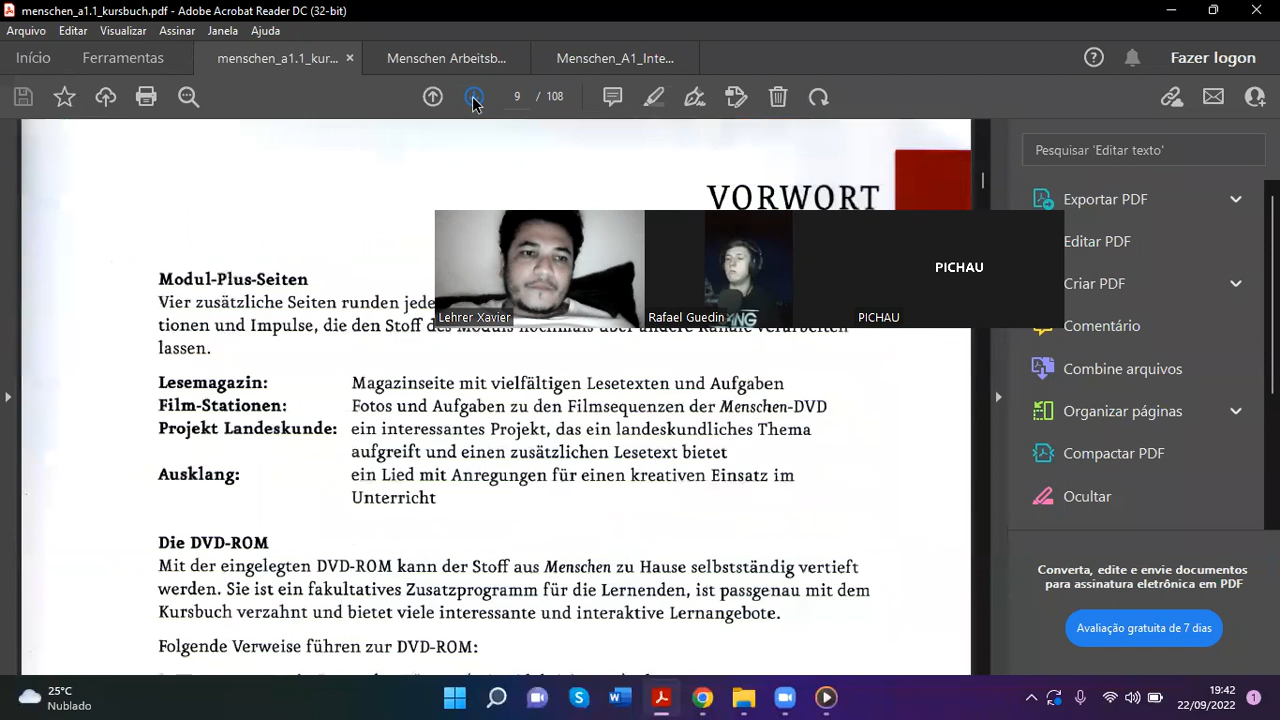 menschen_a1.1_kursbuch.pdf - Adobe Acrobat Reader DC (32-bit)
Arquivo Editar Visualizar Assinar Janela Ajuda
Início Ferramentas menschen_a1.1_kur... × Menschen Arbeitsb... Menschen_A1_Inte... Fazer logon
9 / 108
VORWORT
Pesquisar 'Editar texto'
Exportar PDF
Editar PDF
Criar PDF
Comentário
Combine arquivos
Organizar páginas
Compactar PDF
Ocultar
Converta, edite e envie documentos
para assinatura eletrônica em PDF
Avaliação gratuita de 7 dias
PICHAU
Lehrer Xavier Rafael Guedin PICHAU
Modul-Plus-Seiten
Vier zusätzliche Seiten runden jede
tionen und Impulse, die den Stoff des Moduls nochmals über andere Kanäle verarbeiten
lassen.
Lesemagazin: Magazinseite mit vielfältigen Lesetexten und Aufgaben
Film-Stationen: Fotos und Aufgaben zu den Filmsequenzen der Menschen-DVD
Projekt Landeskunde: ein interessantes Projekt, das ein landeskundliches Thema
aufgreift und einen zusätzlichen Lesetext bietet
Ausklang: ein Lied mit Anregungen für einen kreativen Einsatz im
Unterricht
Die DVD-ROM
Mit der eingelegten DVD-ROM kann der Stoff aus Menschen zu Hause selbstständig vertieft
werden. Sie ist ein fakultatives Zusatzprogramm für die Lernenden, ist passgenau mit dem
Kursbuch verzahnt und bietet viele interessante und interaktive Lernangebote.
Folgende Verweise führen zur DVD-ROM:
25°C
Nublado
19:42
22/09/2022
1